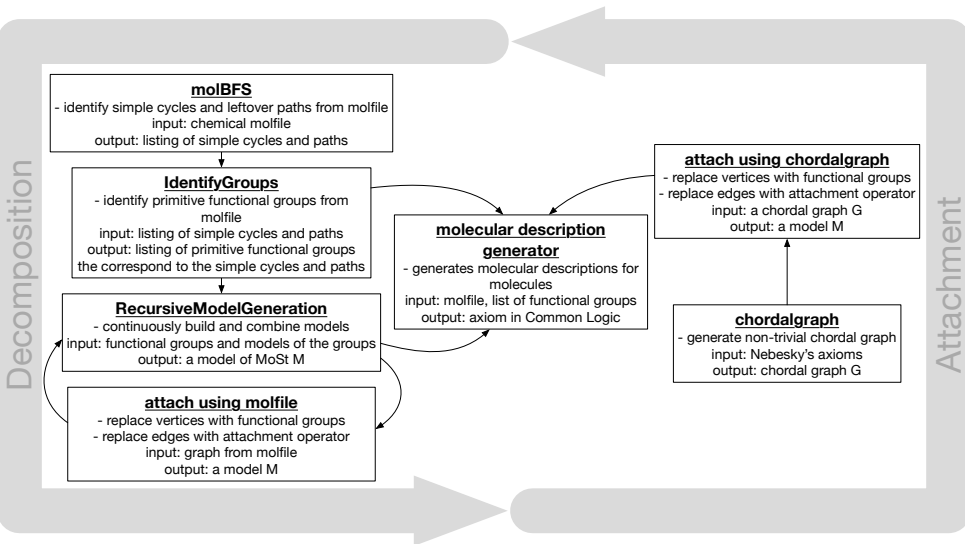 Decomposition
molBFS
- identify simple cycles and leftover paths from molfile
input: chemical molfile
output: listing of simple cycles and paths
IdentifyGroups
- identify primitive functional groups from
molfile
input: listing of simple cycles and paths
output: listing of primitive functional groups
the correspond to the simple cycles and paths
RecursiveModelGeneration
- continuously build and combine models
input: functional groups and models of the groups
output: a model of MoSt M
attach using molfile
- replace vertices with functional groups
- replace edges with attachment operator
input: graph from molfile
output: a model M
molecular description
generator
- generates molecular descriptions for
molecules
input: molfile, list of functional groups
output: axiom in Common Logic
attach using chordalgraph
- replace vertices with functional groups
- replace edges with attachment operator
input: a chordal graph G
output: a model M
chordalgraph
- generate non-trivial chordal graph
input: Nebesky's axioms
output: chordal graph G
Attachment